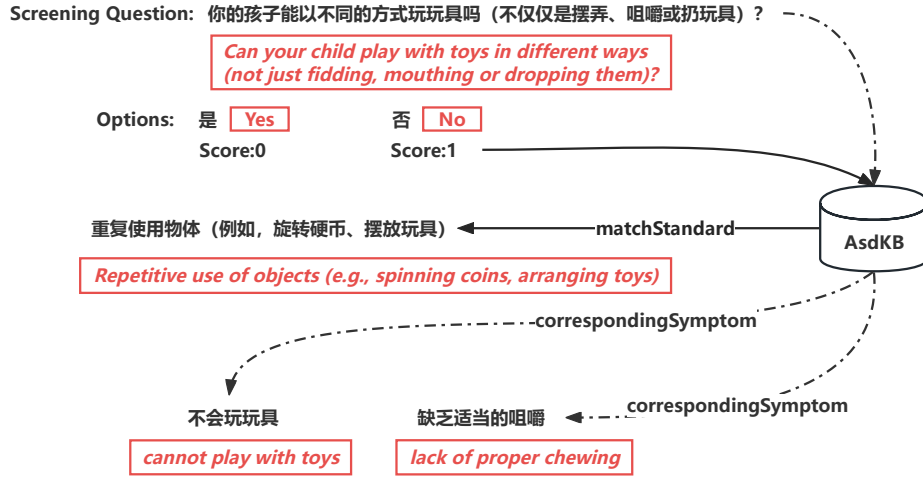 Screening Question: 你的孩子能以不同的方式玩玩具吗（不仅仅是摆弄、咀嚼或扔玩具）?
Can your child play with toys in different ways
(not just fidding, mouthing or dropping them)?
Options: 是 Yes 否 No
Score:0 Score:1
重复使用物体（例如，旋转硬币、摆放玩具） matchStandard AsdKB
Repetitive use of objects (e.g., spinning coins, arranging toys)
correspondingSymptom
correspondingSymptom
不会玩玩具 缺乏适当的咀嚼
cannot play with toys lack of proper chewing